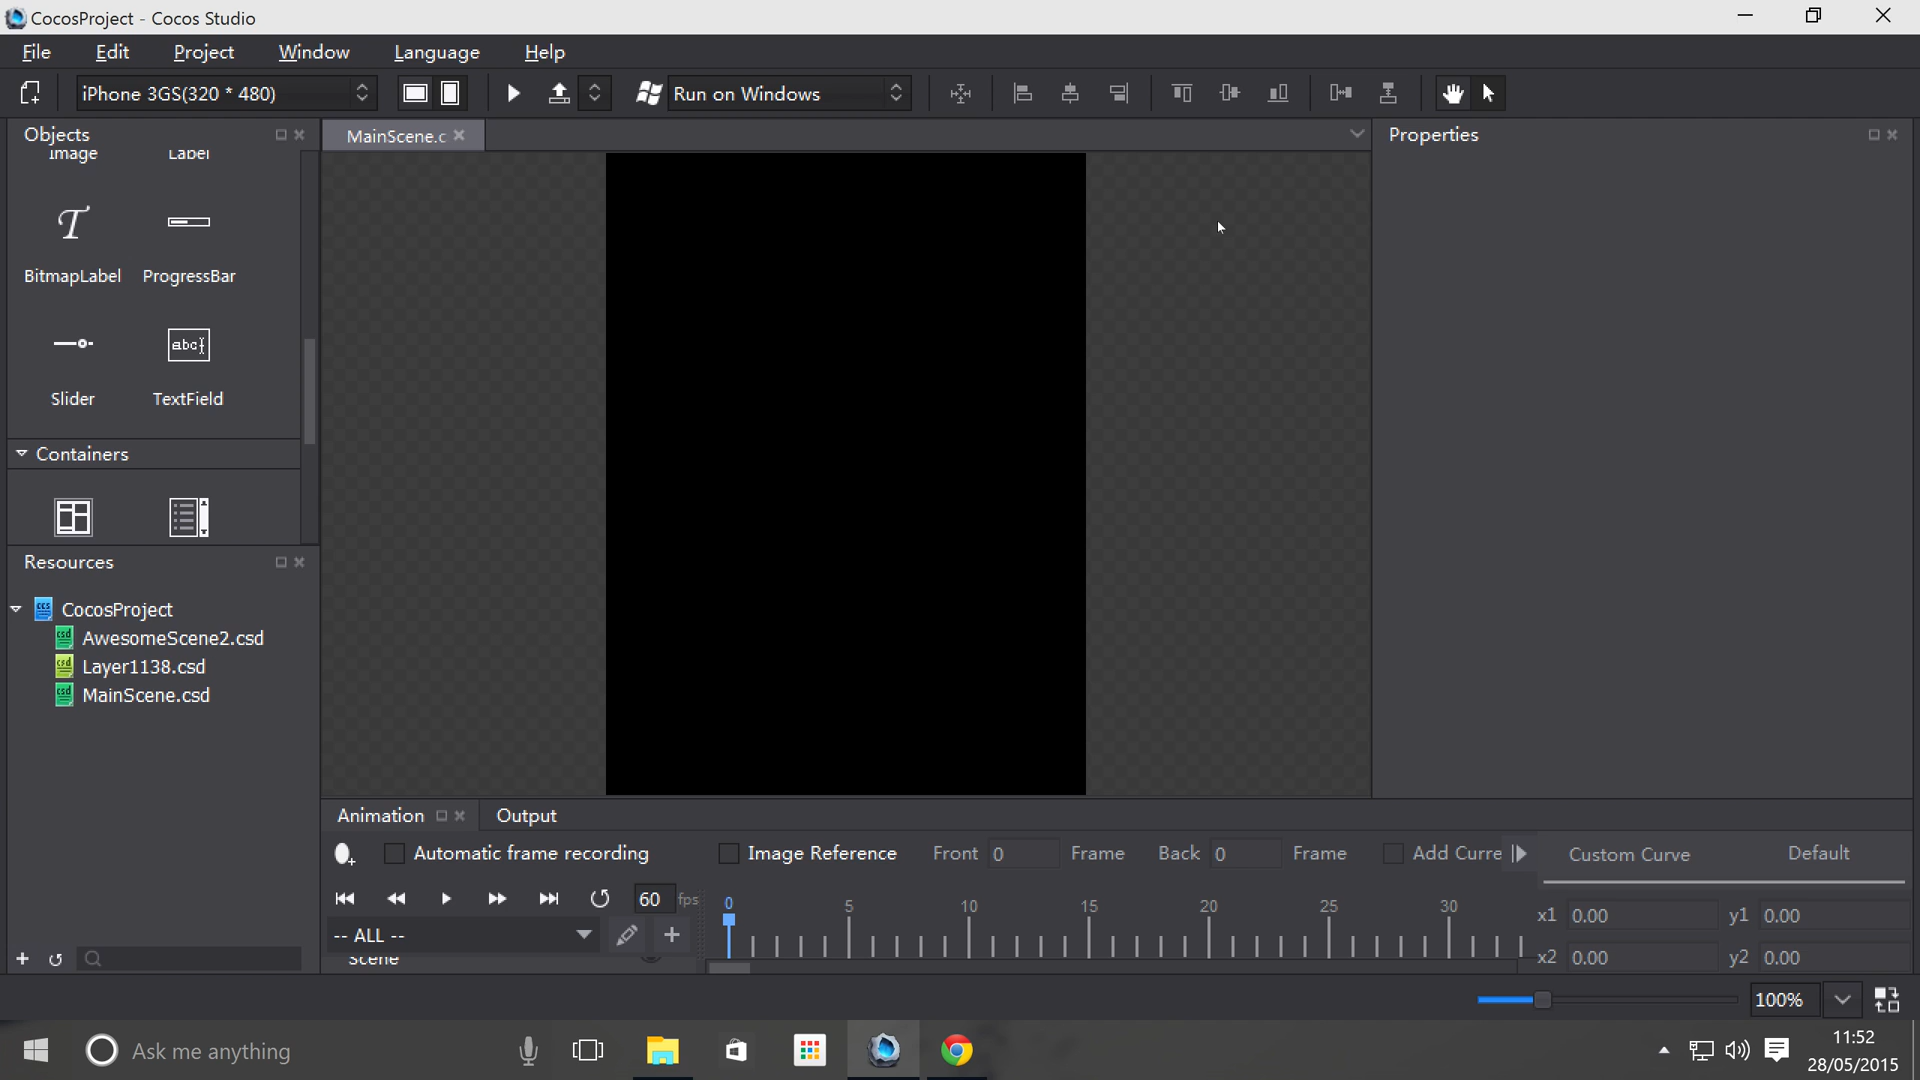 CocosProject - Cocos Studio
File Edit Project Window Language Help
iPhone 3GS(320 * 480) Run on Windows
Objects
Image Label
BitmapLabel ProgressBar
abc
Slider TextField
Containers
Resources
CocosProject
AwesomeScene2.csd
Layer1138.csd
MainScene.csd
MainScene.c
Properties
Animation Output
Automatic frame recording Image Reference Front 0 Frame Back 0 Frame Add Curre
Custom Curve Default
60 fps
0 5 10 15 20 25 30
-- ALL --
Scene
x1 0.00 y1 0.00
x2 0.00 y2 0.00
100%
Ask me anything
11:52
28/05/2015